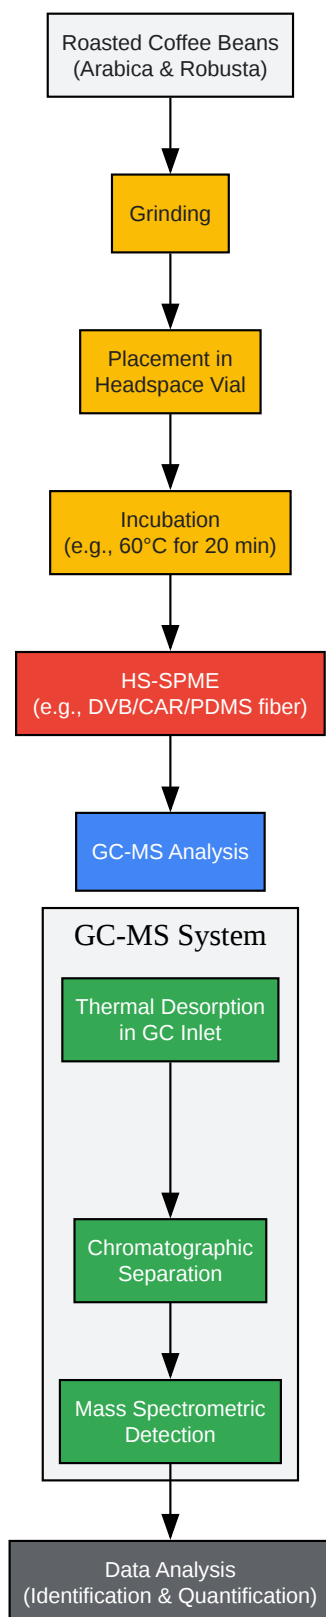 Roasted Coffee Beans
(Arabica & Robusta)
Grinding
Placement in
Headspace Vial
Incubation
(e.g., 60°C for 20 min)
HS-SPME
(e.g., DVB/CAR/PDMS fiber)
GC-MS Analysis
GC-MS System
Thermal Desorption
in GC Inlet
Chromatographic
Separation
Mass Spectrometric
Detection
Data Analysis
(Identification & Quantification)